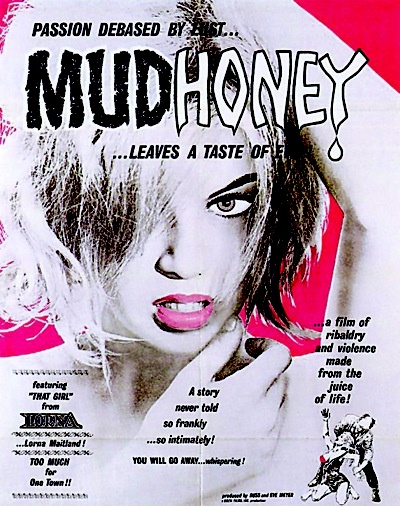 PASSION DEBASED BY LUST...
MUDHONEY
...LEAVES A TASTE OF
...a film of
ribaldry
and violence
made
from the
juice
of life!
featuring
"THAT GIRL"
from
LORNA
...Lorna Maitland!
TOO MUCH
for
One Town!!
A story
never told
so frankly
...so intimately!
YOU WILL GO AWAY...whispering!
produced by RUSS and EVE MEYER